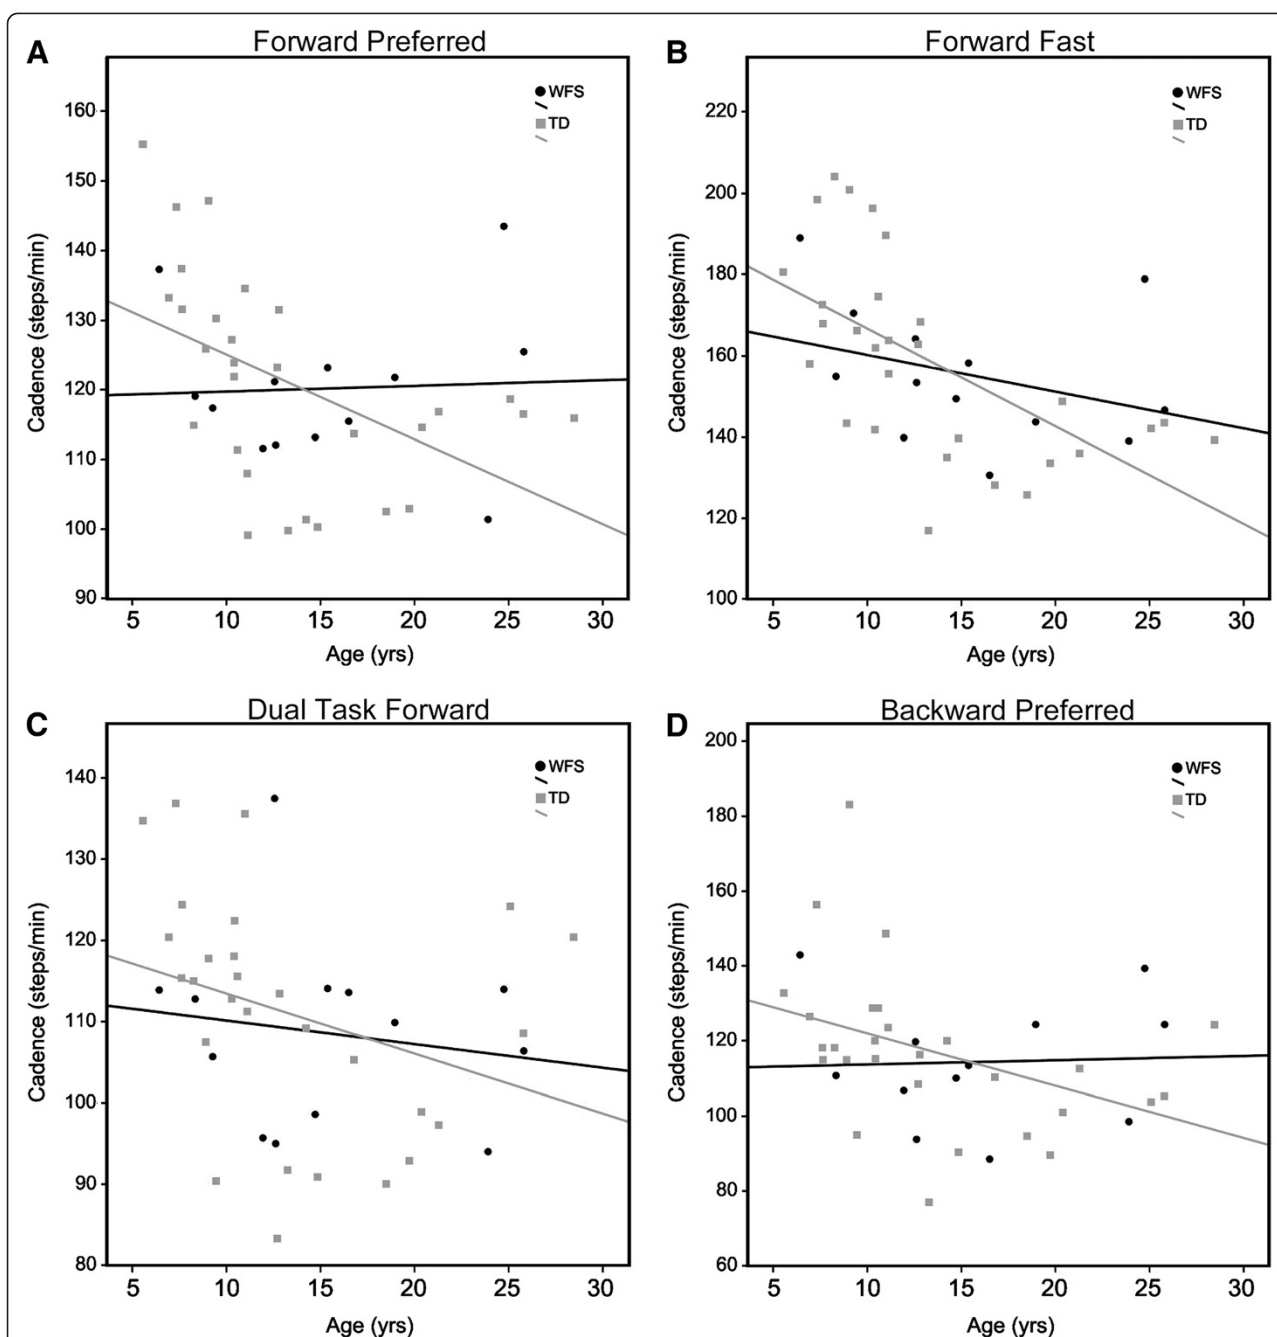 A Forward Preferred
160
150
140
130
120
110
100
90
Cadence (steps/min)
WFS
TD
5 10 15 20 25 30
Age (yrs)
B Forward Fast
220
200
180
160
140
120
100
Cadence (steps/min)
WFS
TD
5 10 15 20 25 30
Age (yrs)
C Dual Task Forward
140
130
120
110
100
90
80
Cadence (steps/min)
WFS
TD
5 10 15 20 25 30
Age (yrs)
D Backward Preferred
200
180
160
140
120
100
80
60
Cadence (steps/min)
WFS
TD
5 10 15 20 25 30
Age (yrs)